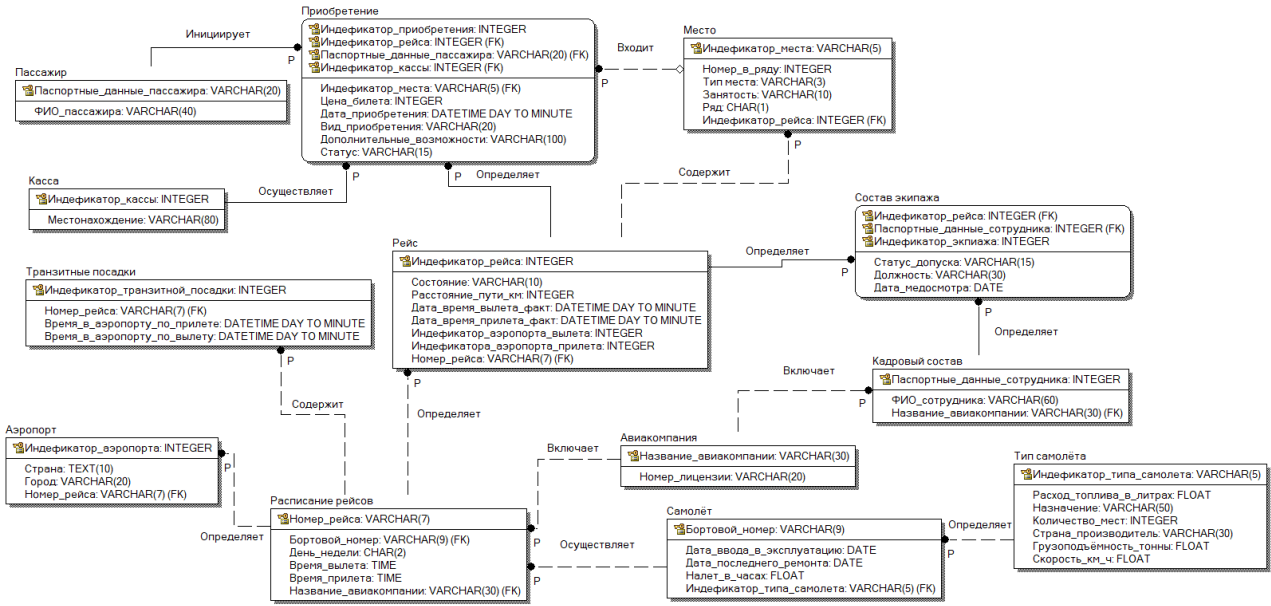 Приобретение
Индефикатор_приобретения: INTEGER
Индефикатор_рейса: INTEGER (FK)
Паспортные_данные_пассажира: VARCHAR(20) (FK)
Индефикатор_кассы: INTEGER (FK)
Индефикатор_места: VARCHAR(5) (FK)
Цена_билета: INTEGER
Дата_приобретения: DATETIME DAY TO MINUTE
Вид_приобретения: VARCHAR(20)
Дополнительные_возможности: VARCHAR(100)
Статус: VARCHAR(15)
Инициирует
P
Входит
P
Место
Индефикатор_места: VARCHAR(5)
Номер_в_ряду: INTEGER
Тип места: VARCHAR(3)
Занятость: VARCHAR(10)
Ряд: CHAR(1)
Индефикатор_рейса: INTEGER (FK)
P
Пассажир
Паспортные_данные_пассажира: VARCHAR(20)
ФИО_пассажира: VARCHAR(40)
Касса
Индефикатор_кассы: INTEGER
Местонахождение: VARCHAR(80)
Осуществляет
P
P
Определяет
Содержит
Состав экипажа
Индефикатор_рейса: INTEGER (FK)
Паспортные_данные_сотрудника: INTEGER (FK)
Индефикатор_экпиажа: INTEGER
Статус_допуска: VARCHAR(15)
Должность: VARCHAR(30)
Дата_медосмотра: DATE
Определяет
P
P
Определяет
Рейс
Индефикатор_рейса: INTEGER
Состояние: VARCHAR(10)
Расстояние_пути_км: INTEGER
Дата_время_вылета_факт: DATETIME DAY TO MINUTE
Дата_время_прилета_факт: DATETIME DAY TO MINUTE
Индефикатор_аэропорта_вылета: INTEGER
Индефикатора_аэропорта_прилета: INTEGER
Номер_рейса: VARCHAR(7) (FK)
P
Определяет
Транзитные посадки
Индефикатор_транзитной_посадки: INTEGER
Номер_рейса: VARCHAR(7) (FK)
Время_в_аэропорту_по_прилете: DATETIME DAY TO MINUTE
Время_в_аэропорту_по_вылету: DATETIME DAY TO MINUTE
P
Содержит
Кадровый состав
Паспортные_данные_сотрудника: INTEGER
ФИО_сотрудника: VARCHAR(60)
Название_авиакомпании: VARCHAR(30) (FK)
Включает
P
Аэропорт
Индефикатор_аэропорта: INTEGER
Страна: TEXT(10)
Город: VARCHAR(20)
Номер_рейса: VARCHAR(7) (FK)
P
Определяет
Авиакомпания
Название_авиакомпании: VARCHAR(30)
Номер_лицензии: VARCHAR(20)
Включает
P
Расписание рейсов
Номер_рейса: VARCHAR(7)
Бортовой_номер: VARCHAR(9) (FK)
День_недели: CHAR(2)
Время_вылета: TIME
Время_прилета: TIME
Название_авиакомпании: VARCHAR(30) (FK)
Осуществляет
P
Самолёт
Бортовой_номер: VARCHAR(9)
Дата_ввода_в_эксплуатацию: DATE
Дата_последнего_ремонта: DATE
Налет_в_часах: FLOAT
Индефикатор_типа_самолета: VARCHAR(5) (FK)
Определяет
P
Тип самолёта
Индефикатор_типа_самолета: VARCHAR(5)
Расход_топлива_в_литрах: FLOAT
Назначение: VARCHAR(50)
Количество_мест: INTEGER
Страна_производитель: VARCHAR(30)
Грузоподъёмность_тонны: FLOAT
Скорость_км_ч: FLOAT